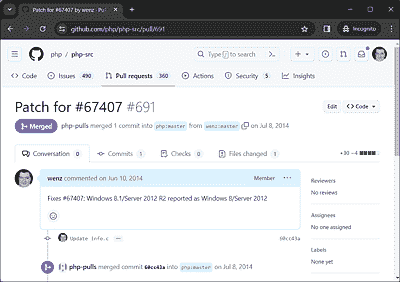 Patch for #67407 by wenz · Pull
github.com/php/php-src/pull/691
Incognito
php / php-src
Type / to search
Code
Issues 490
Pull requests 360
Actions
Security 5
Insights
Patch for #67407 #691
Edit
Code
Merged
php-pulls merged 1 commit into php:master from wenz:master on Jul 8, 2014
Conversation 0
Commits 1
Checks 0
Files changed 1
wenz commented on Jun 10, 2014
Member
Fixes #67407; Windows 8.1/Server 2012 R2 reported as Windows 8/Server 2012
Update Info.c
60cc43a
php-pulls merged commit 60cc43a into php:master on Jul 8, 2014
Reviewers
No reviews
Assignees
No one assigned
Labels
None yet